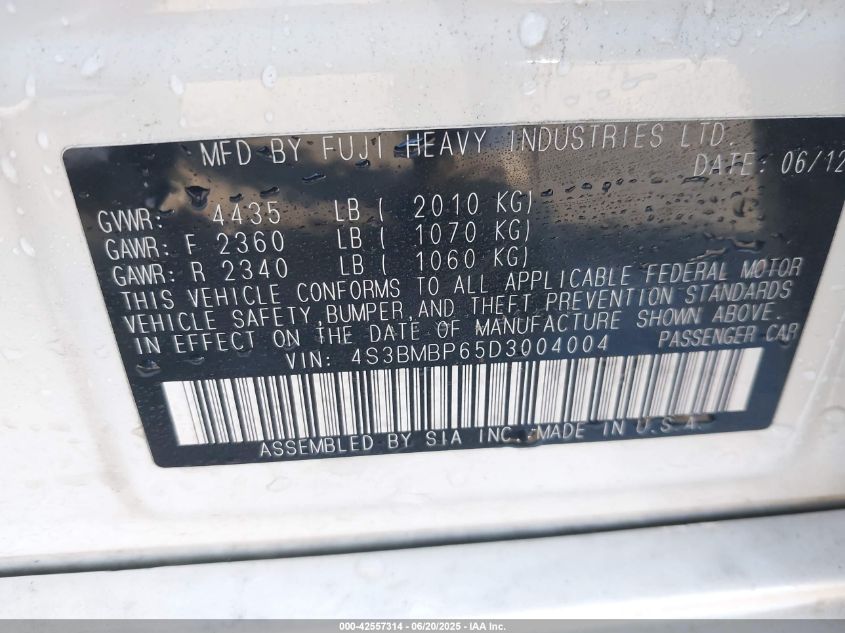 MFD BY FUJI HEAVY INDUSTRIES LTD.
DATE: 06/12
GVWR: 4435 LB ( 2010 KG)
GAWR: F 2360 LB ( 1070 KG)
GAWR: R 2340 LB ( 1060 KG)
THIS VEHICLE CONFORMS TO ALL APPLICABLE FEDERAL MOTOR
VEHICLE SAFETY, BUMPER, AND THEFT PREVENTION STANDARDS
IN EFFECT ON THE DATE OF MANUFACTURE SHOWN ABOVE.
VIN: 4S3BMBP65D3004004 PASSENGER CAR
ASSEMBLED BY SIA INC. MADE IN U.S.A.
000-42557314 | 06/20/2025 - IAA Inc.